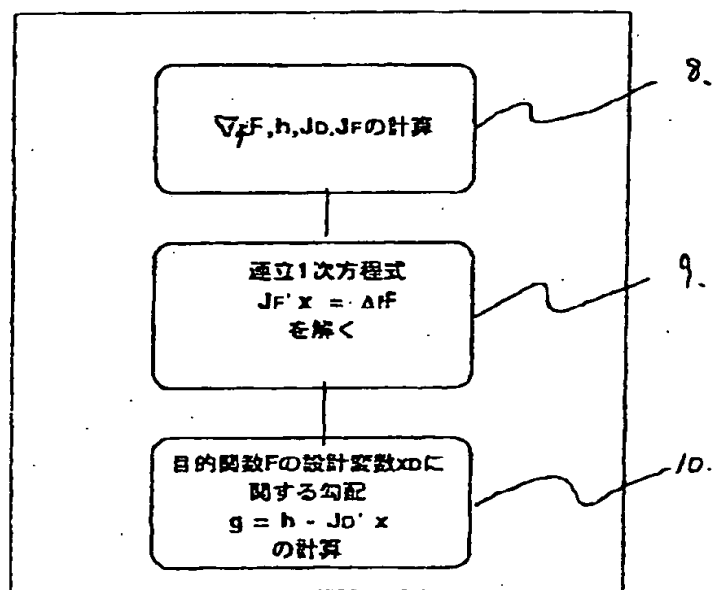 ∇fF,h,JD,JFの計算
8.
連立1次方程式
JF' x = ΔfF
を解く
9.
目的関数Fの設計変数xDに
関する勾配
g = h - JD' x
の計算
10.